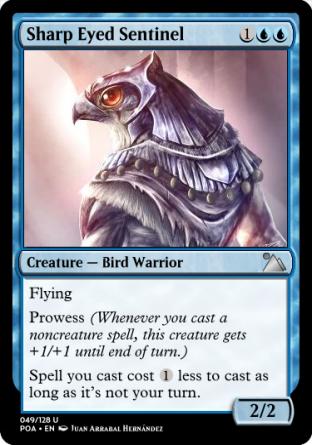 Sharp Eyed Sentinel 1
Creature — Bird Warrior
Flying
Prowess (Whenever you cast a
noncreature spell, this creature gets
+1/+1 until end of turn.)
Spell you cast cost 1 less to cast as
long as it's not your turn.
2/2
049/128 U
POA • EN Juan Arrabal Hernández